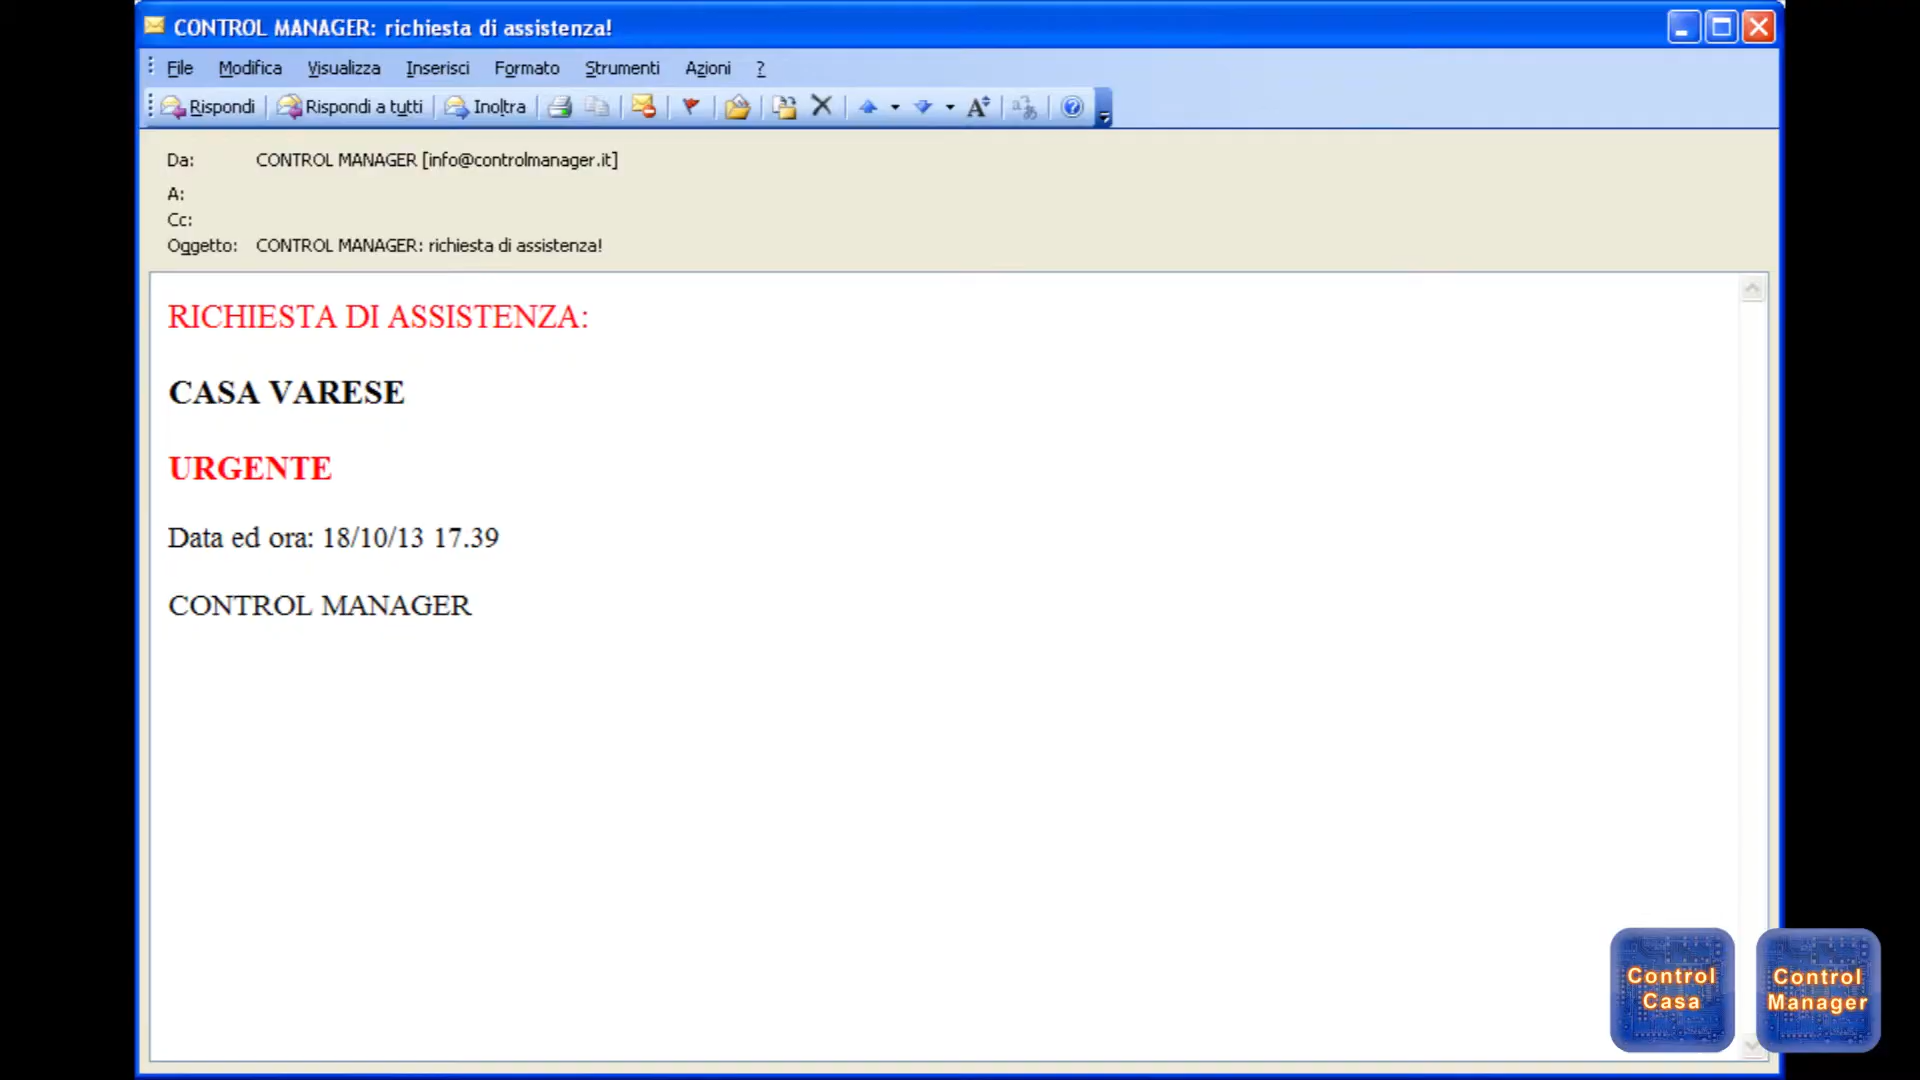 CONTROL MANAGER: richiesta di assistenza!
File Modifica Visualizza Inserisci Formato Strumenti Azioni ?
Rispondi Rispondi a tutti Inoltra
Da: CONTROL MANAGER [info@controlmanager.it]
A:
Cc:
Oggetto: CONTROL MANAGER: richiesta di assistenza!
RICHIESTA DI ASSISTENZA:
CASA VARESE
URGENTE
Data ed ora: 18/10/13 17.39
CONTROL MANAGER
Control
Casa
Control
Manager